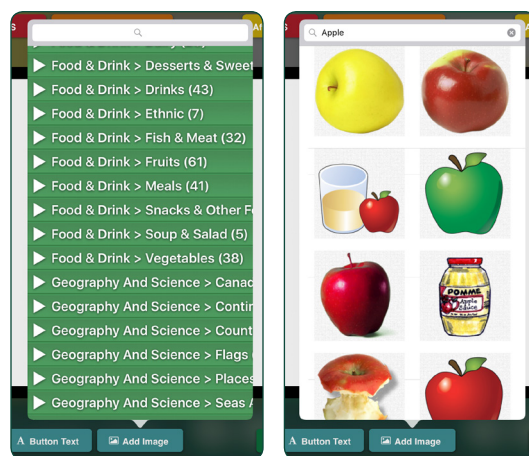 Food & Drink > Desserts & Sweet
Food & Drink > Drinks (43)
Food & Drink > Ethnic (7)
Food & Drink > Fish & Meat (32)
Food & Drink > Fruits (61)
Food & Drink > Meals (41)
Food & Drink > Snacks & Other F
Food & Drink > Soup & Salad (5)
Food & Drink > Vegetables (38)
Geography And Science > Canad
Geography And Science > Contin
Geography And Science > Count
Geography And Science > Flags (
Geography And Science > Places
Geography And Science > Seas A
A Button Text
Add Image
Apple
POMME
Apple
Sauce
A Button Text
Add Image